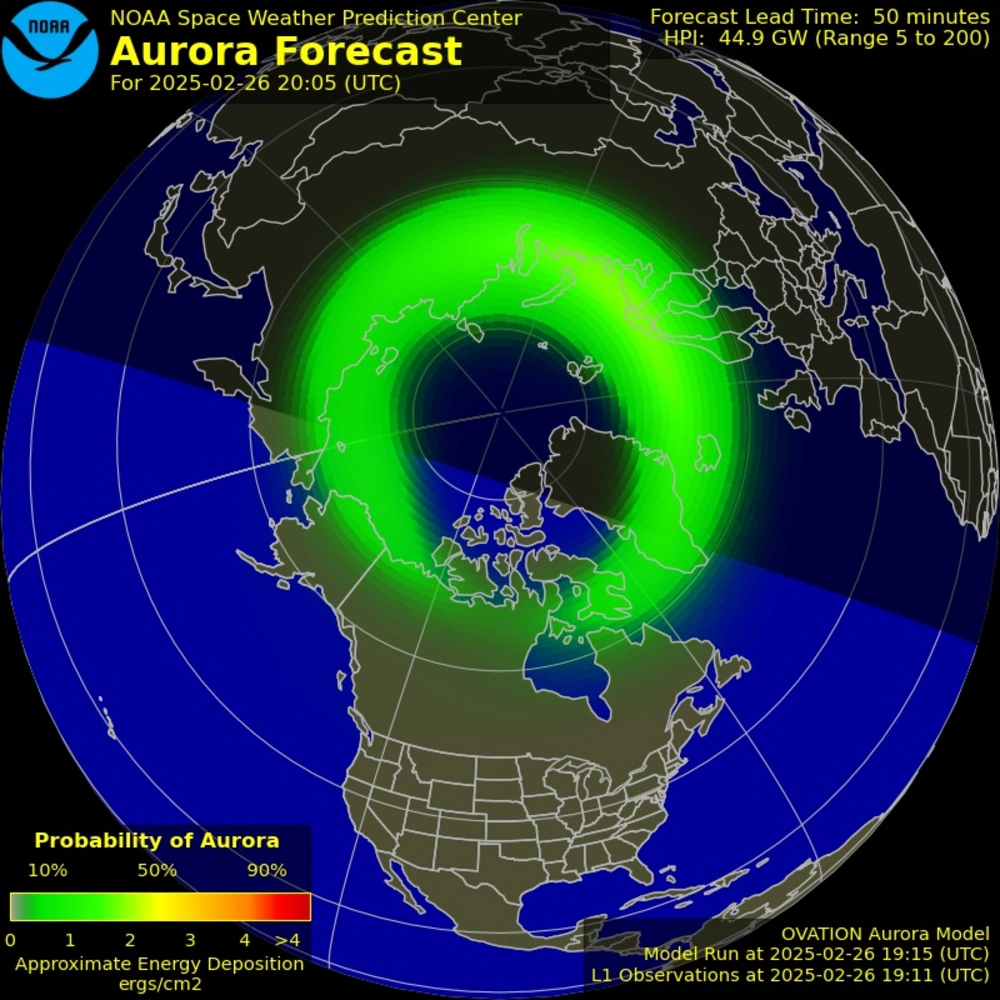 NOAA
NOAA Space Weather Prediction Center
Aurora Forecast
For 2025-02-26 20:05 (UTC)
Forecast Lead Time: 50 minutes
HPI: 44.9 GW (Range 5 to 200)
Probability of Aurora
10% 50% 90%
0 1 2 3 4 >4
Approximate Energy Deposition
ergs/cm2
OVATION Aurora Model
Model Run at 2025-02-26 19:15 (UTC)
L1 Observations at 2025-02-26 19:11 (UTC)